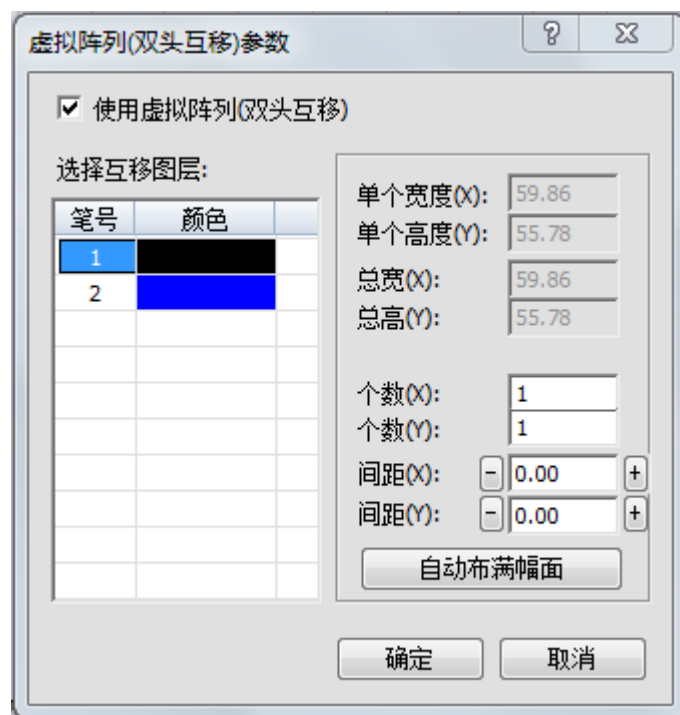 虚拟阵列(双头互移)参数
使用虚拟阵列(双头互移)
选择互移图层:
笔号 颜色
1
2
单个宽度(X): 59.86
单个高度(Y): 55.78
总宽(X): 59.86
总高(Y): 55.78
个数(X): 1
个数(Y): 1
间距(X): - 0.00 +
间距(Y): - 0.00 +
自动布满幅面
确定 取消